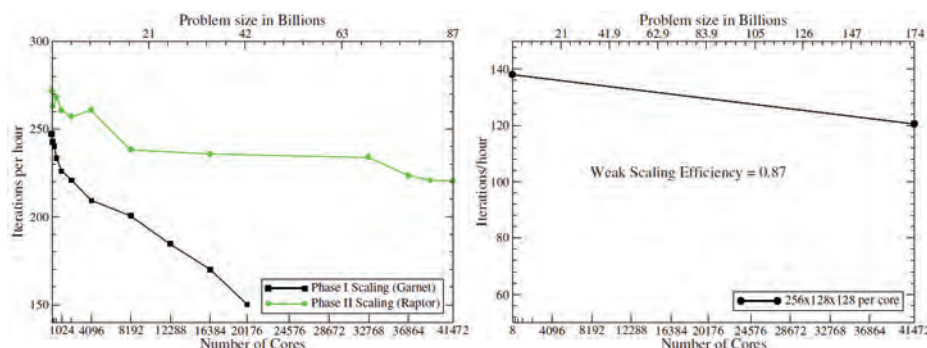 Problem size in Billions
21 42 63 87
300
250
200
150
Iterations per hour
Phase I Scaling (Garnet)
Phase II Scaling (Raptor)
1024 4096 8192 12288 16384 20176 24576 28672 32768 36864 41472
Number of Cores
Problem size in Billions
21 41.9 62.9 83.9 105 126 147 174
140
120
100
80
60
Iterations/hour
Weak Scaling Efficiency = 0.87
256x128x128 per core
8 4096 8192 12288 16384 20176 24576 28672 32768 36864 41472
Number of Cores